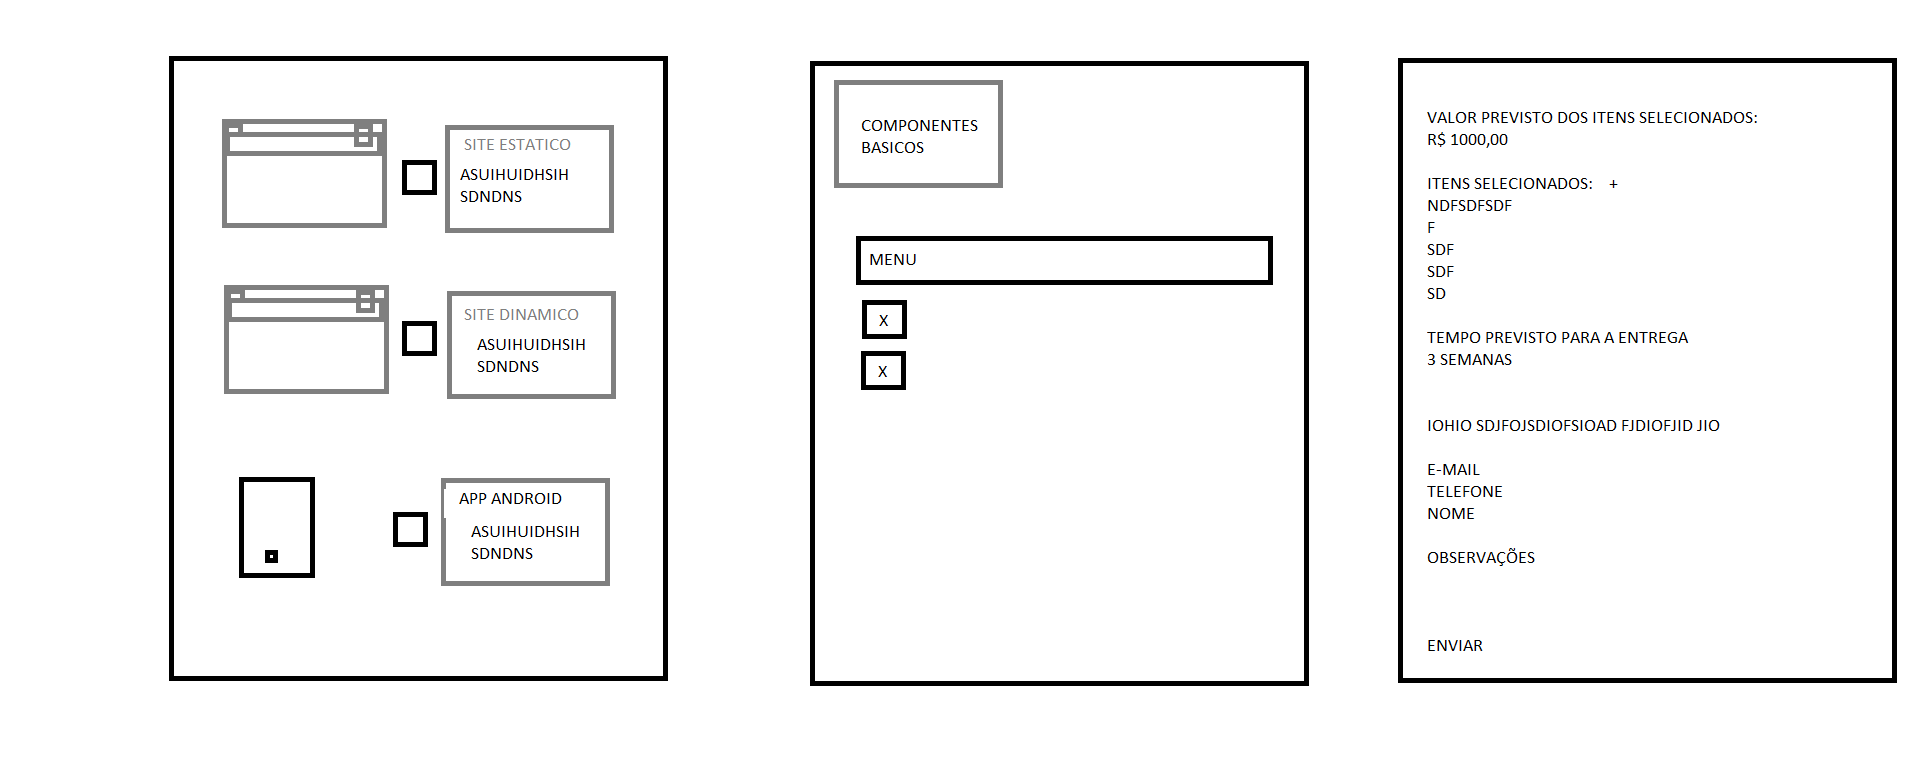 SITE ESTATICO
ASUIHUIDHSIH
SDNDNS
SITE DINAMICO
ASUIHUIDHSIH
SDNDNS
APP ANDROID
ASUIHUIDHSIH
SDNDNS
COMPONENTES
BASICOS
MENU
X
X
VALOR PREVISTO DOS ITENS SELECIONADOS:
R$ 1000,00
ITENS SELECIONADOS: +
NDFSDFSDF
F
SDF
SDF
SD
TEMPO PREVISTO PARA A ENTREGA
3 SEMANAS
IOHIO SDJFOJSDIOFSIOAD FJDIOFJID JIO
E-MAIL
TELEFONE
NOME
OBSERVAÇÕES
ENVIAR